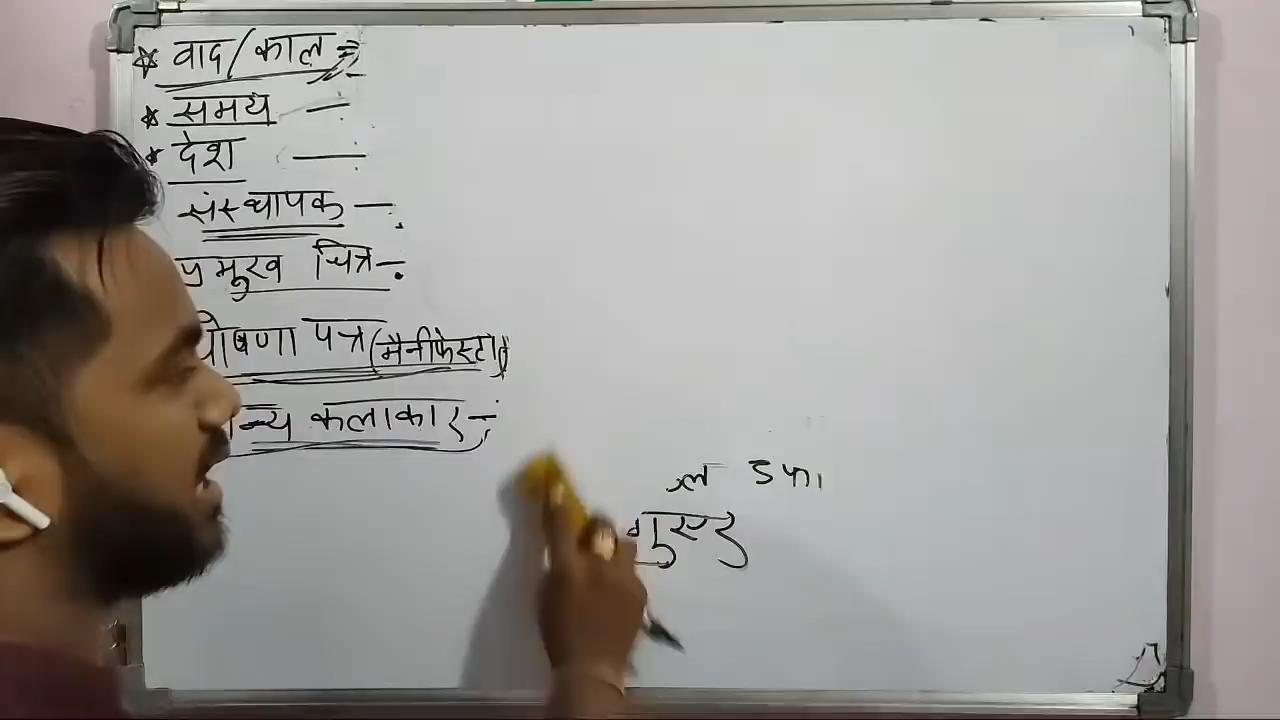 * वाद/काल =
* समय -:
* देश -:
संस्थापक -:
प्रमुख चित्र -:
घोषणा पत्र (मैनीफेस्टो)
अन्य कलाकार -: